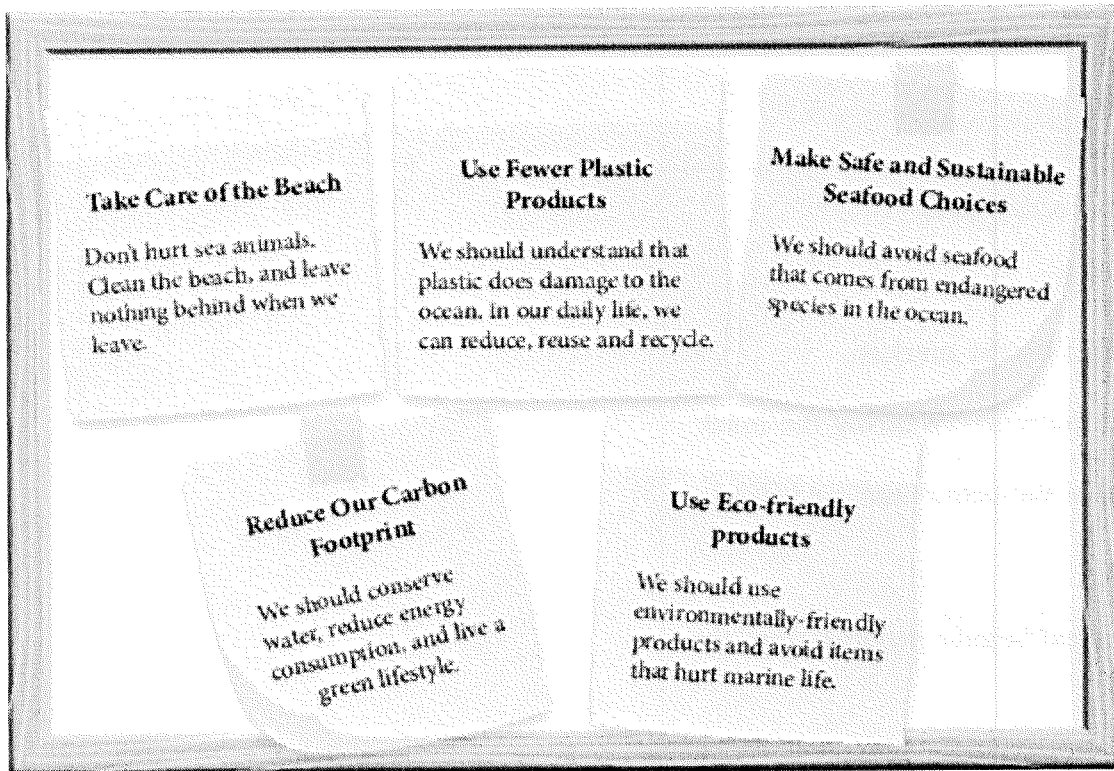 Take Care of the Beach
Don't hurt sea animals.
Clean the beach, and leave
nothing behind when we
leave.
Use Fewer Plastic
Products
We should understand that
plastic does damage to the
ocean. In our daily life, we
can reduce, reuse and recycle.
Make Safe and Sustainable
Seafood Choices
We should avoid seafood
that comes from endangered
species in the ocean.
Reduce Our Carbon
Footprint
We should conserve
water, reduce energy
consumption, and live a
green lifestyle.
Use Eco-friendly
products
We should use
environmentally-friendly
products and avoid items
that hurt marine life.